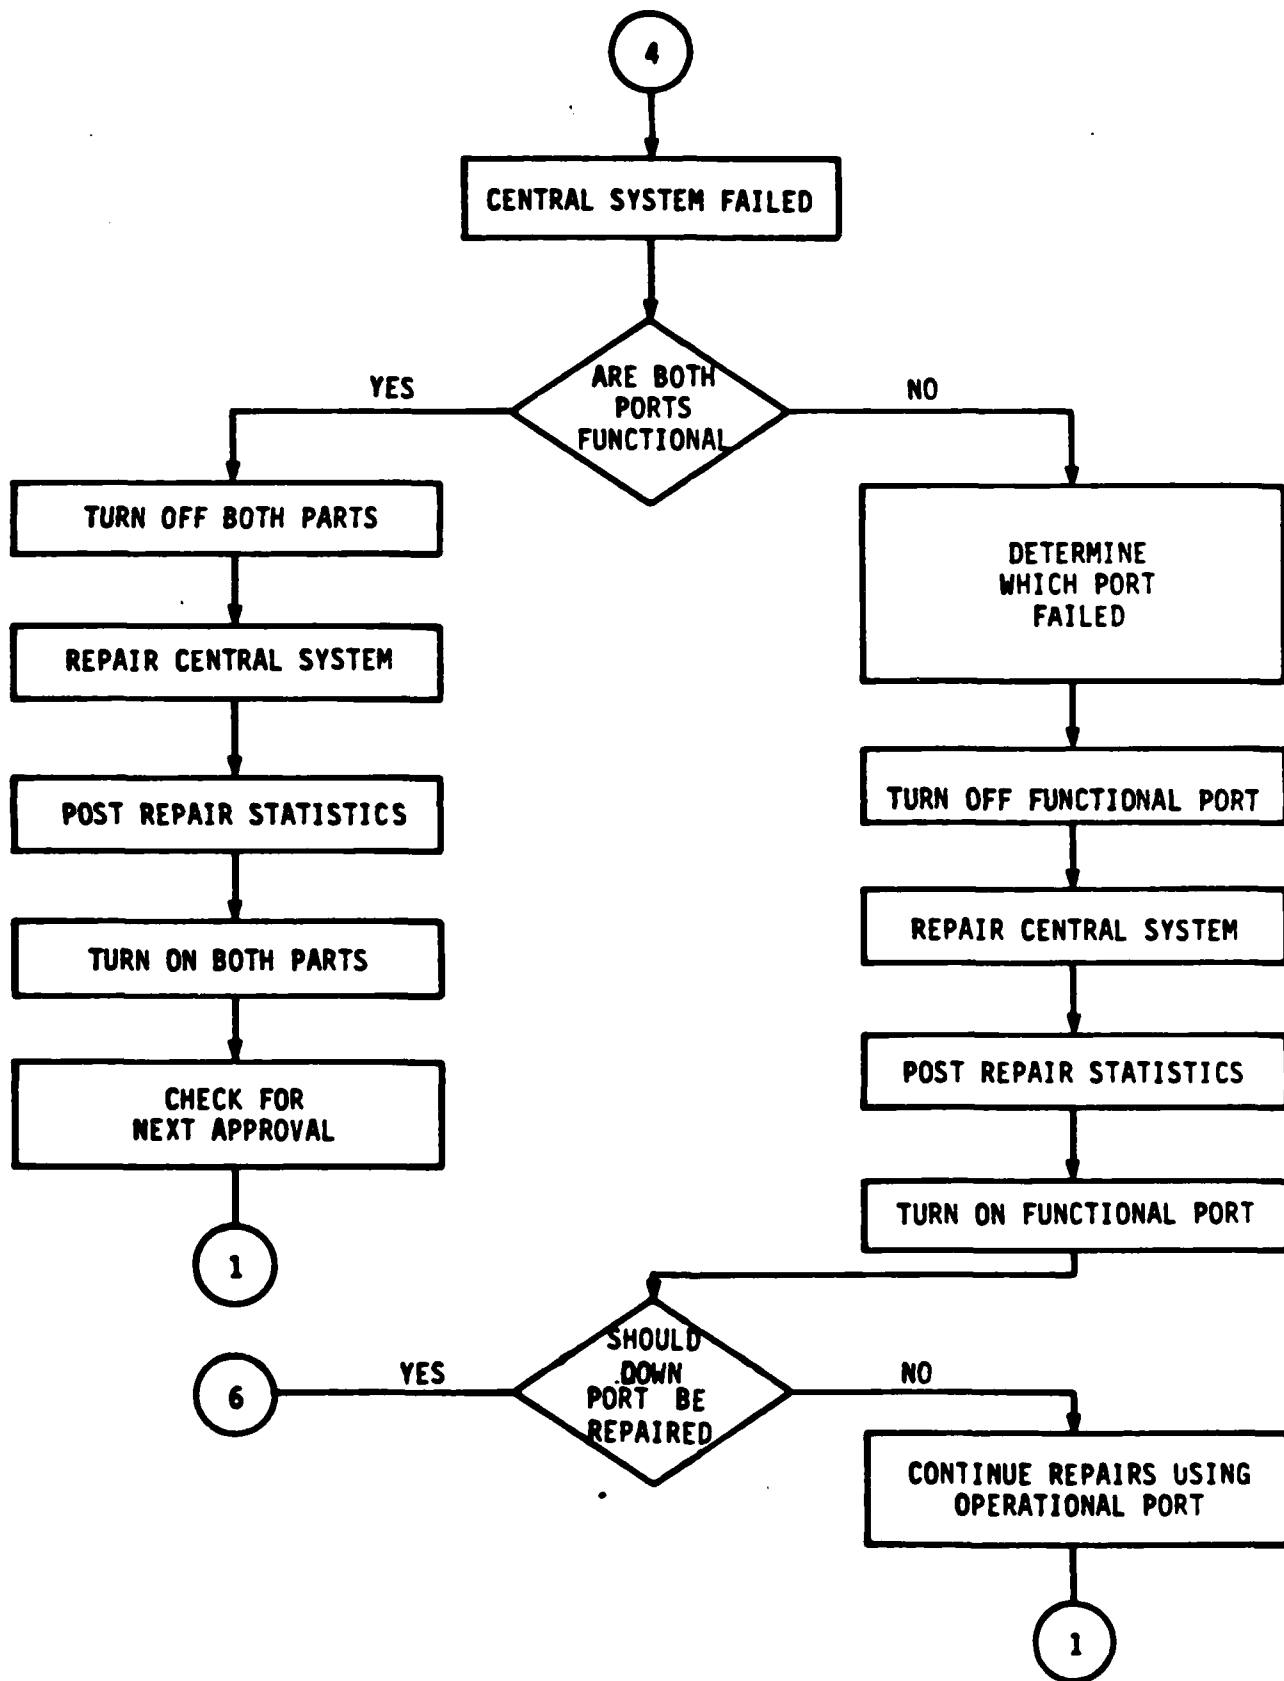 4
CENTRAL SYSTEM FAILED
ARE BOTH
PORTS
FUNCTIONAL
YES
NO
TURN OFF BOTH PARTS
REPAIR CENTRAL SYSTEM
POST REPAIR STATISTICS
TURN ON BOTH PARTS
CHECK FOR
NEXT APPROVAL
1
DETERMINE
WHICH PORT
FAILED
TURN OFF FUNCTIONAL PORT
REPAIR CENTRAL SYSTEM
POST REPAIR STATISTICS
TURN ON FUNCTIONAL PORT
SHOULD
DOWN
PORT BE
REPAIRED
YES
6
NO
CONTINUE REPAIRS USING
OPERATIONAL PORT
1